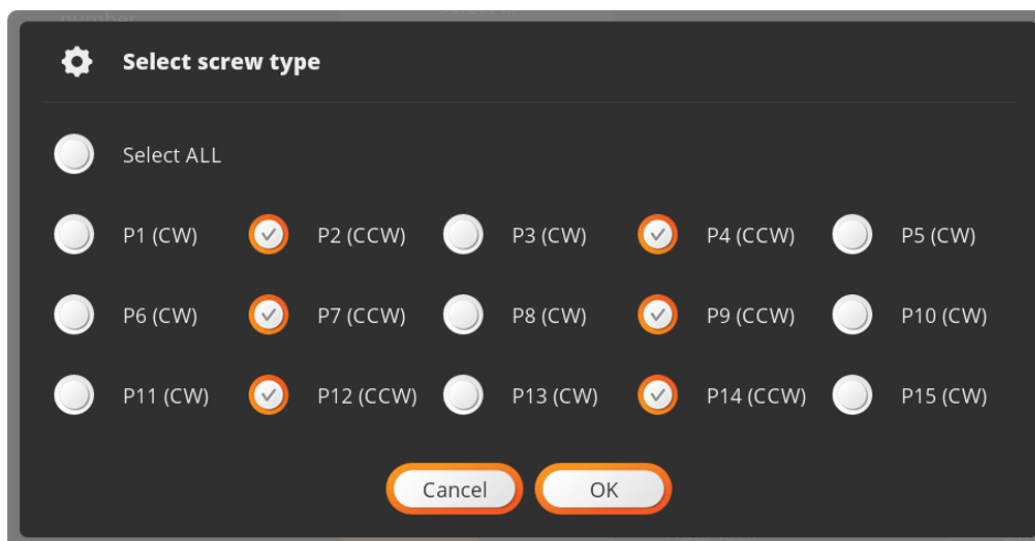 number
Select screw type
Select ALL
P1 (CW) P2 (CCW) P3 (CW) P4 (CCW) P5 (CW)
P6 (CW) P7 (CCW) P8 (CW) P9 (CCW) P10 (CW)
P11 (CW) P12 (CCW) P13 (CW) P14 (CCW) P15 (CW)
Cancel OK